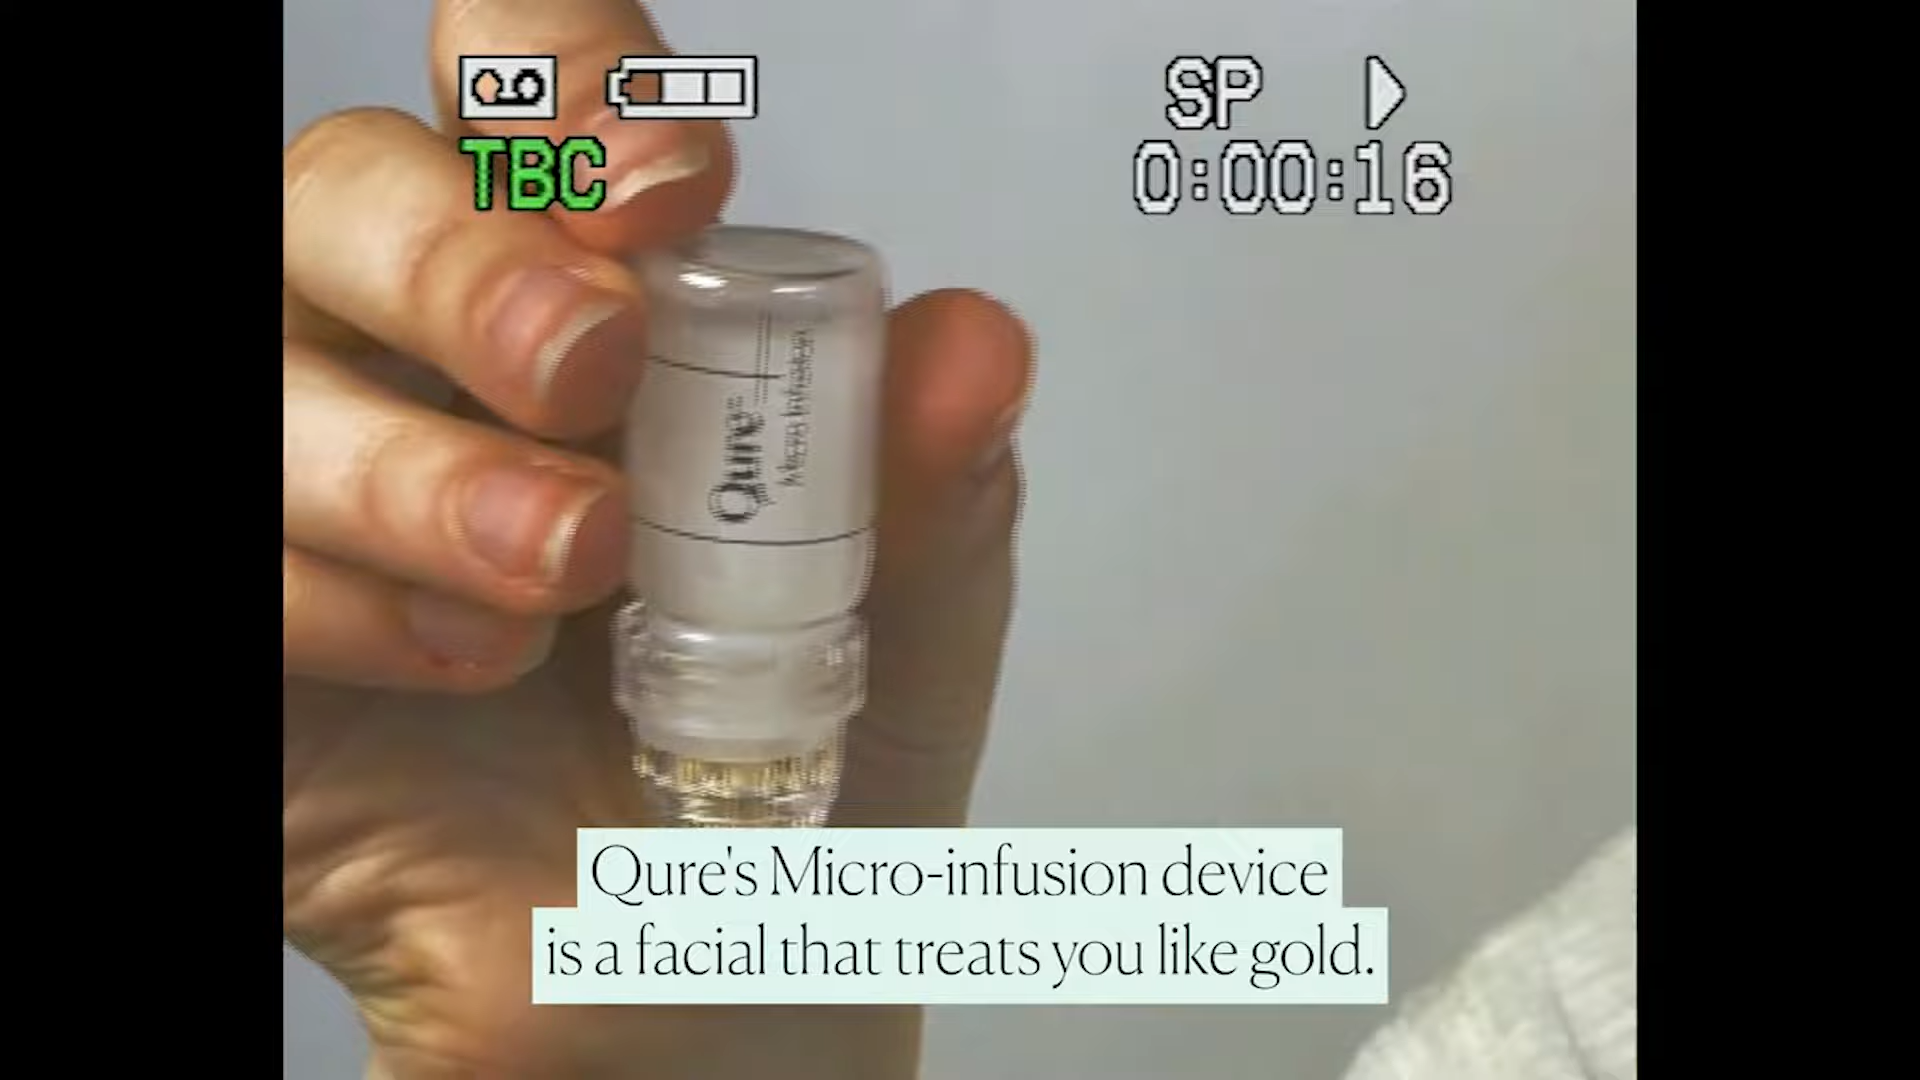 SP
TBC
0:00:16
Qure
Micro Infusion
Qure's Micro-infusion device
is a facial that treats you like gold.